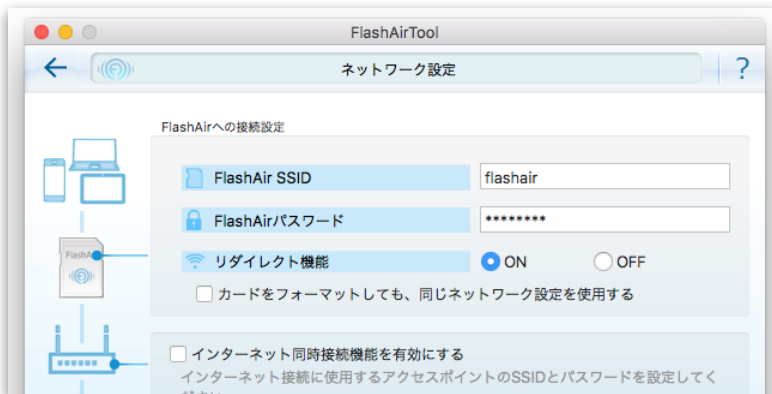 FlashAirTool
ネットワーク設定
?
FlashAirへの接続設定
FlashAir SSID
flashair
FlashAirパスワード
********
リダイレクト機能
ON
OFF
カードをフォーマットしても、同じネットワーク設定を使用する
インターネット同時接続機能を有効にする
インターネット接続に使用するアクセスポイントのSSIDとパスワードを設定してく